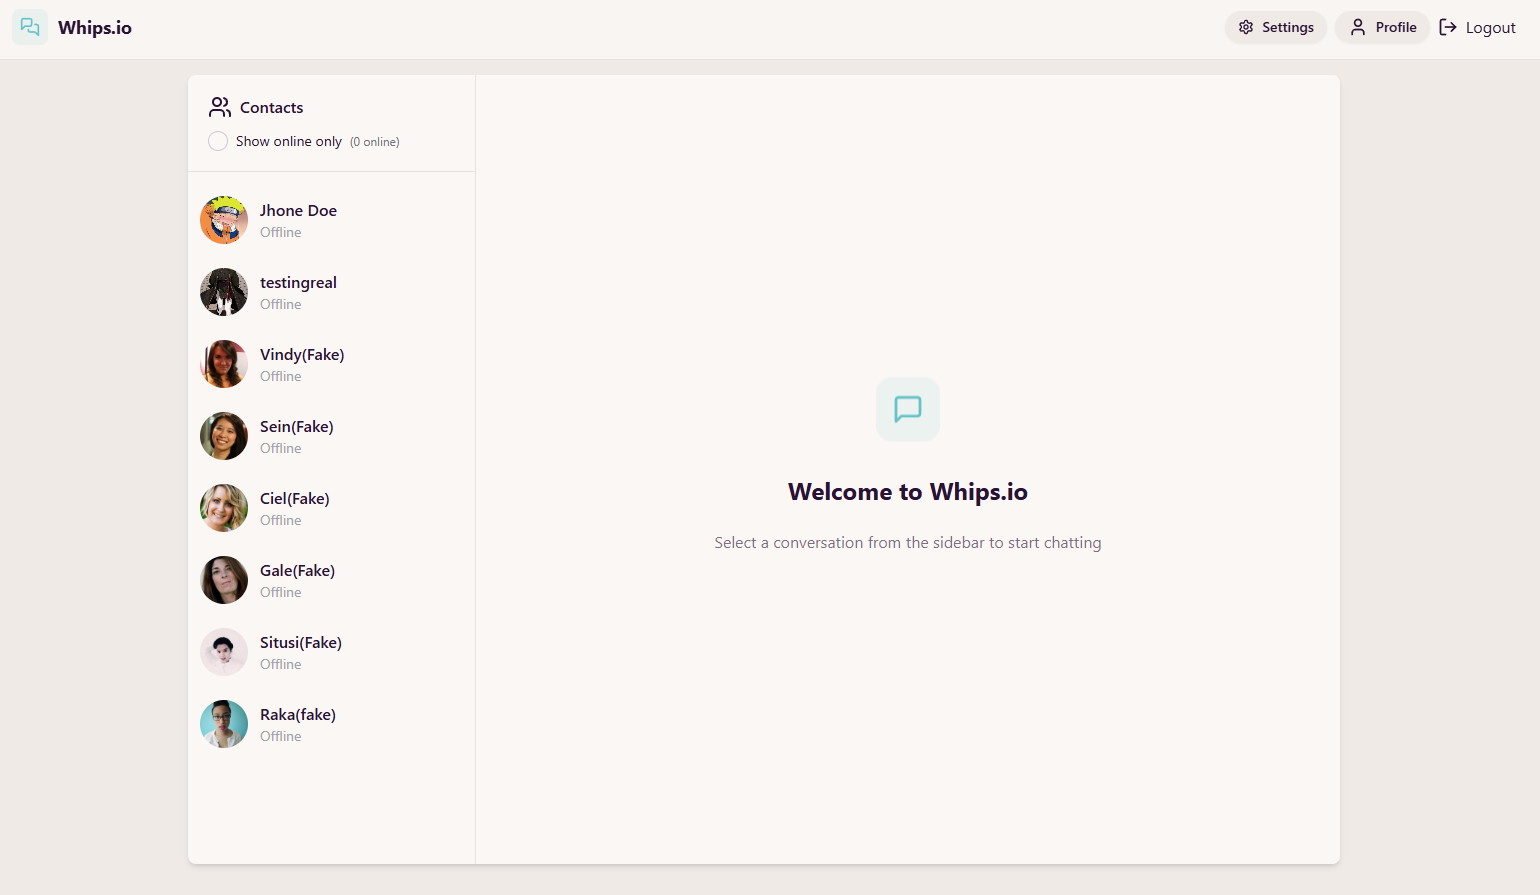 Whips.io
Settings
Profile
Logout
Contacts
Show online only (0 online)
Jhone Doe
Offline
testingreal
Offline
Vindy(Fake)
Offline
Sein(Fake)
Offline
Ciel(Fake)
Offline
Gale(Fake)
Offline
Situsi(Fake)
Offline
Raka(fake)
Offline
Welcome to Whips.io
Select a conversation from the sidebar to start chatting